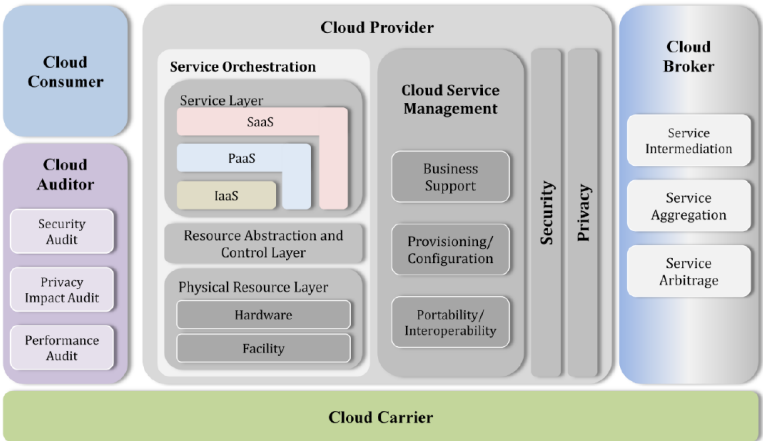 Cloud
Consumer
Cloud
Auditor
Security
Audit
Privacy
Impact Audit
Performance
Audit
Cloud Provider
Service Orchestration
Service Layer
SaaS
PaaS
IaaS
Resource Abstraction and
Control Layer
Physical Resource Layer
Hardware
Facility
Cloud Service
Management
Business
Support
Provisioning/
Configuration
Portability/
Interoperability
Security
Privacy
Cloud
Broker
Service
Intermediation
Service
Aggregation
Service
Arbitrage
Cloud Carrier